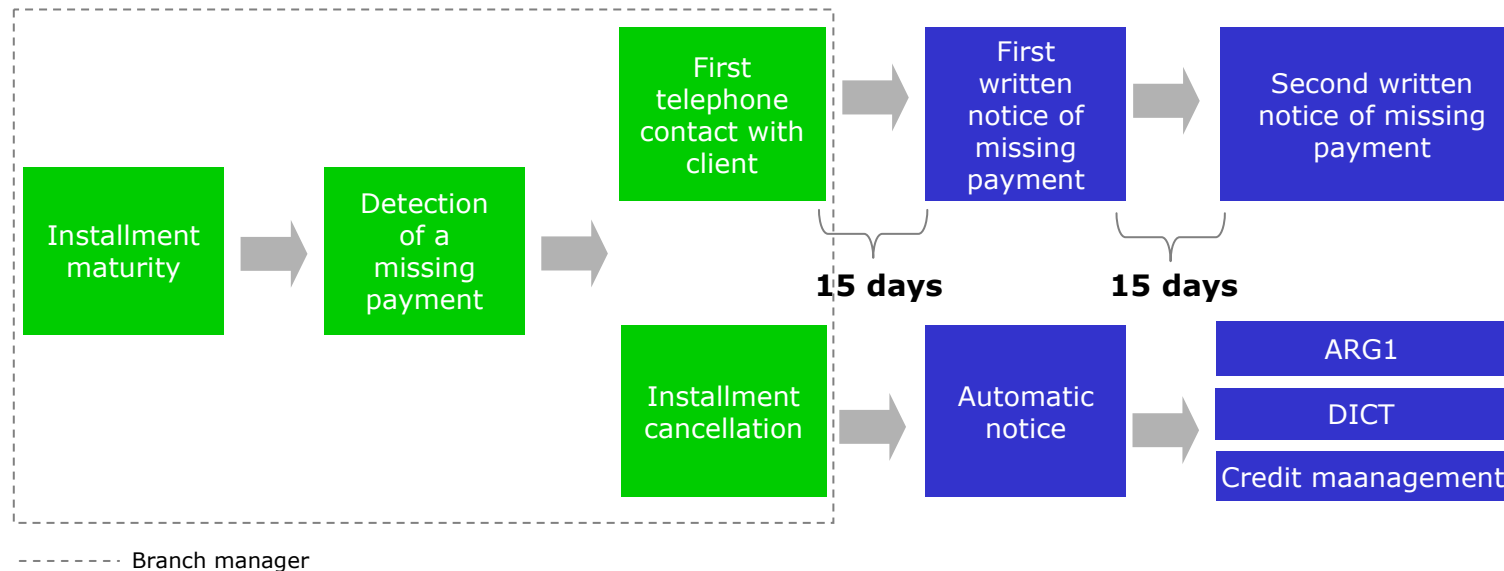 Installment
maturity
Detection
of a
missing
payment
First
telephone
contact with
client
First
written
notice of
missing
payment
Second written
notice of missing
payment
15 days
15 days
Installment
cancellation
Automatic
notice
ARG1
DICT
Credit maanagement
Branch manager